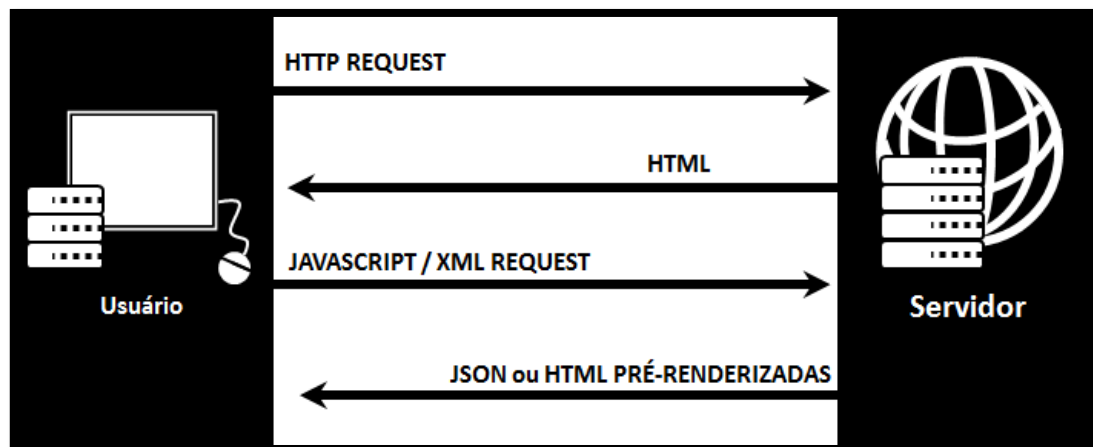 HTTP REQUEST
HTML
JAVASCRIPT / XML REQUEST
Usuário
Servidor
JSON ou HTML PRÉ-RENDERIZADAS